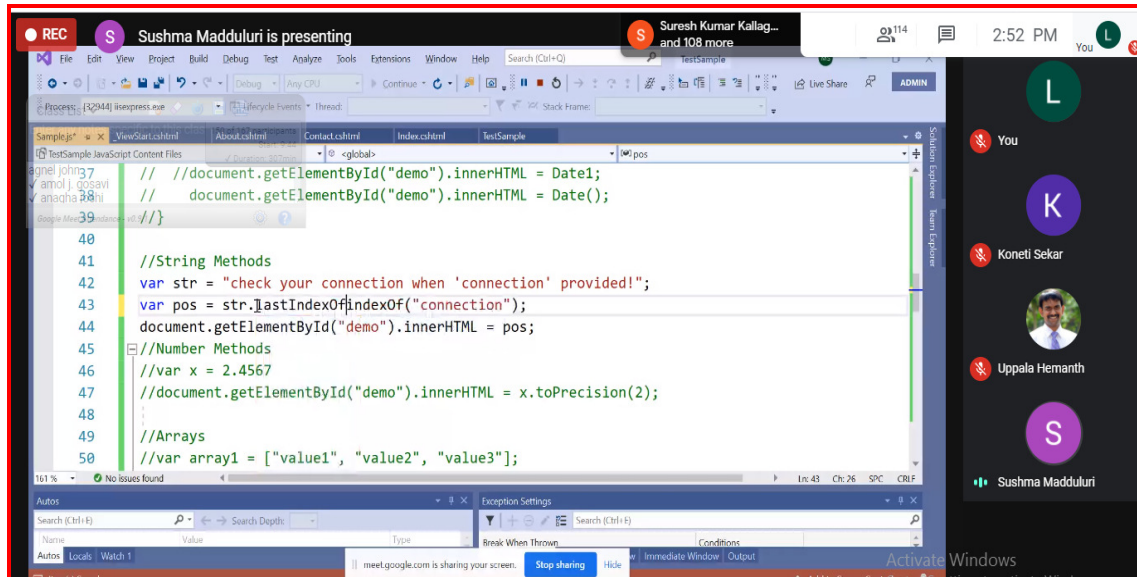 REC
S
Sushma Madduluri is presenting
S
Suresh Kumar Kallag...
and 108 more
114
2:52 PM
You
L
File Edit View Project Build Debug Test Analyze Tools Extensions Window Help Search (Ctrl+Q) TestSample
Debug Any CPU Continue Live Share ADMIN
Process: [32944] iisexpress.exe Lifecycle Events Thread: Stack Frame:
Sample.js* _ViewStart.cshtml About.cshtml Contact.cshtml Index.cshtml TestSample
TestSample JavaScript Content Files <global> pos
agnel john
✓ amol j. gosavi
37 // //document.getElementById("demo").innerHTML = Date1;
38 // document.getElementById("demo").innerHTML = Date();
39 //}
40
41 //String Methods
42 var str = "check your connection when 'connection' provided!";
43 var pos = str.lastIndexOfindexOf("connection");
44 document.getElementById("demo").innerHTML = pos;
45 //Number Methods
46 //var x = 2.4567
47 //document.getElementById("demo").innerHTML = x.toPrecision(2);
48
49 //Arrays
50 //var array1 = ["value1", "value2", "value3"];
161 % No issues found Ln: 43 Ch: 26 SPC CRLF
Solution Explorer
Team Explorer
Autos
Search (Ctrl+E) Search Depth:
Name Value Type
Autos Locals Watch 1
Exception Settings
Search (Ctrl+E)
Break When Thrown Conditions
Immediate Window Output
meet.google.com is sharing your screen. Stop sharing Hide
L
You
K
Koneti Sekar
Uppala Hemanth
S
Sushma Madduluri
Activate Windows